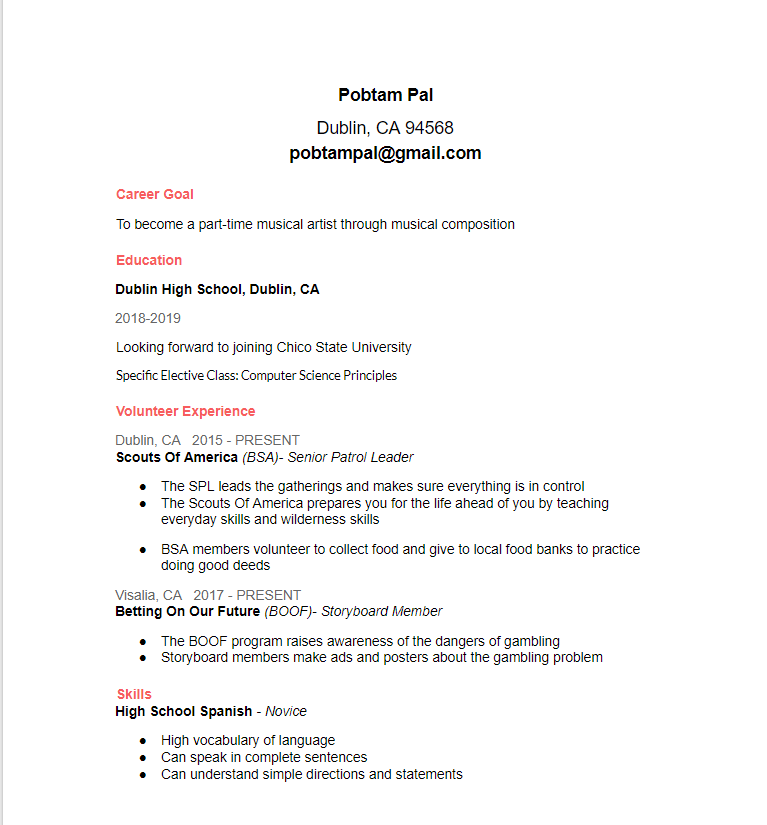 Pobtam Pal
Dublin, CA 94568
pobtampal@gmail.com
Career Goal
To become a part-time musical artist through musical composition
Education
Dublin High School, Dublin, CA
2018-2019
Looking forward to joining Chico State University
Specific Elective Class: Computer Science Principles
Volunteer Experience
Dublin, CA 2015 - PRESENT
Scouts Of America (BSA)- Senior Patrol Leader
● The SPL leads the gatherings and makes sure everything is in control
● The Scouts Of America prepares you for the life ahead of you by teaching
everyday skills and wilderness skills
● BSA members volunteer to collect food and give to local food banks to practice
doing good deeds
Visalia, CA 2017 - PRESENT
Betting On Our Future (BOOF)- Storyboard Member
● The BOOF program raises awareness of the dangers of gambling
● Storyboard members make ads and posters about the gambling problem
Skills
High School Spanish - Novice
● High vocabulary of language
● Can speak in complete sentences
● Can understand simple directions and statements